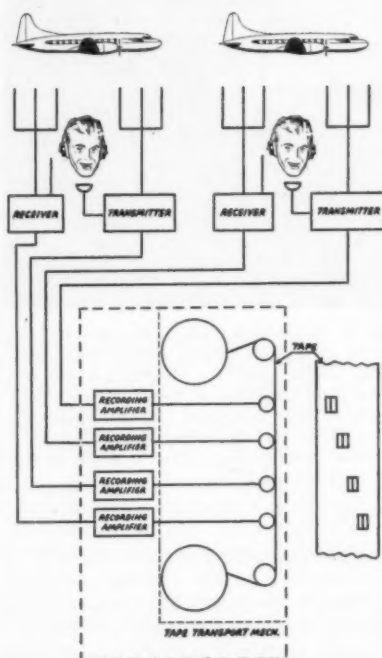 RECEIVER
TRANSMITTER
RECEIVER
TRANSMITTER
TAPE
RECORDING
AMPLIFIER
RECORDING
AMPLIFIER
RECORDING
AMPLIFIER
RECORDING
AMPLIFIER
TAPE TRANSPORT MECH.